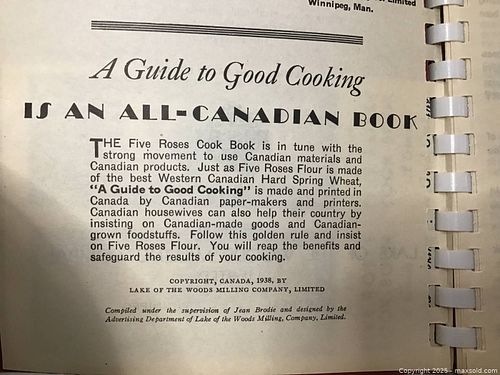 Limited
Winnipeg, Man.
A Guide to Good Cooking
IS AN ALL-CANADIAN BOOK
THE Five Roses Cook Book is in tune with the
strong movement to use Canadian materials and
Canadian products. Just as Five Roses Flour is made
of the best Western Canadian Hard Spring Wheat,
"A Guide to Good Cooking" is made and printed in
Canada by Canadian paper-makers and printers.
Canadian housewives can also help their country by
insisting on Canadian-made goods and Canadian-
grown foodstuffs. Follow this golden rule and insist
on Five Roses Flour. You will reap the benefits and
safeguard the results of your cooking.
COPYRIGHT, CANADA, 1938, BY
LAKE OF THE WOODS MILLING COMPANY, LIMITED
Compiled under the supervision of Jean Brodie and designed by the
Advertising Department of Lake of the Woods Milling, Company, Limited.
Copyright 2025 - maxsold.com